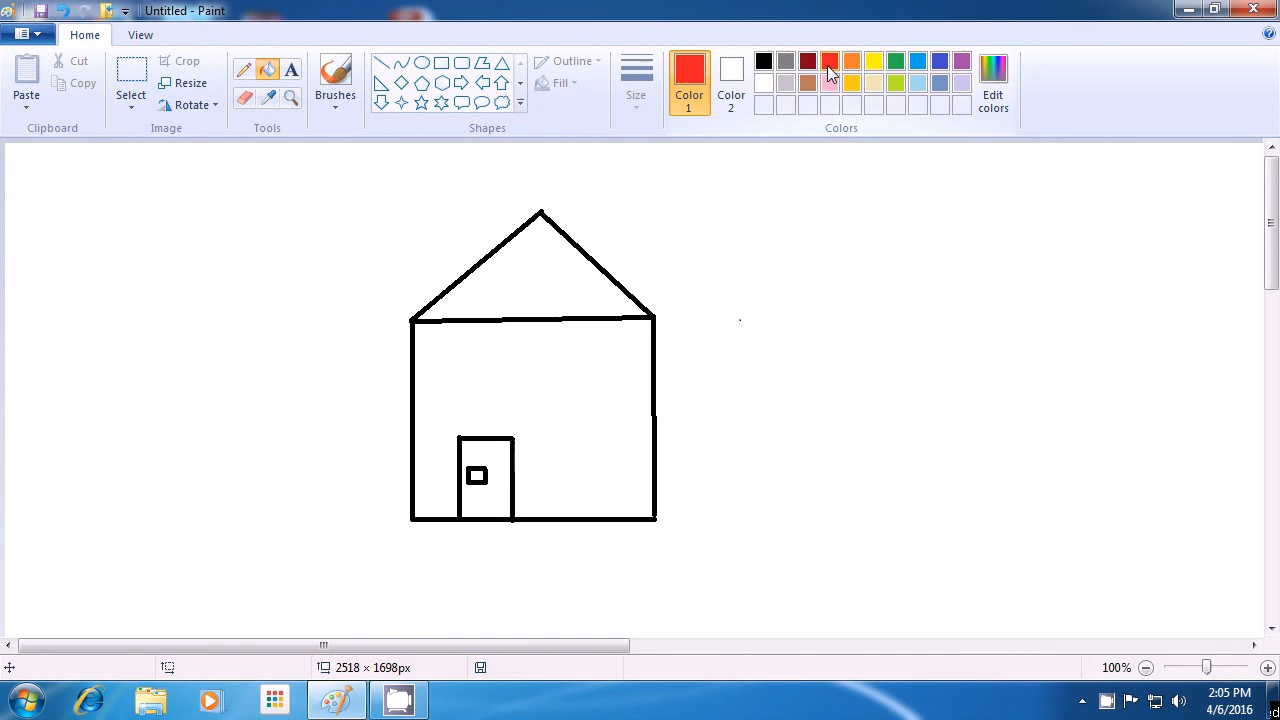 Untitled - Paint
Home View
Paste
Cut
Copy
Clipboard
Select
Crop
Resize
Rotate
Image
A
Tools
Brushes
Outline
Fill
Shapes
Size
Color 1
Color 2
Edit colors
Colors
2518 × 1698px
100%
2:05 PM
4/6/2016